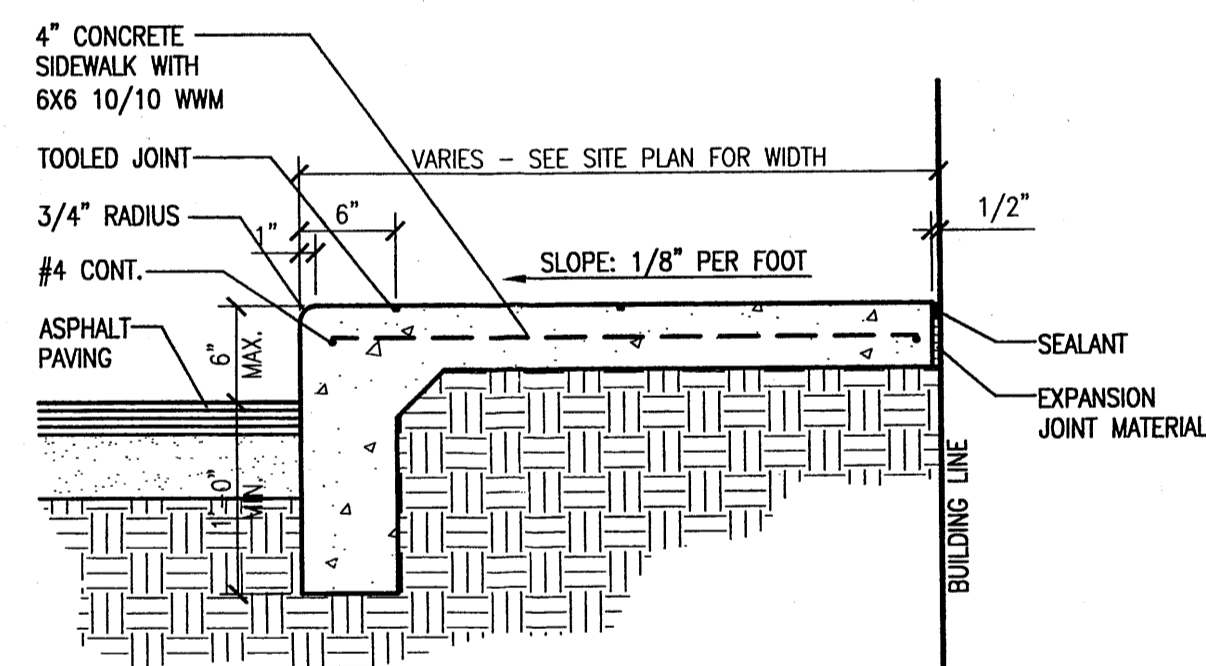 4" CONCRETE
SIDEWALK WITH
6X6 10/10 WWM
TOOLED JOINT
VARIES - SEE SITE PLAN FOR WIDTH
3/4" RADIUS
1"
6"
1/2"
#4 CONT.
SLOPE: 1/8" PER FOOT
ASPHALT
PAVING
6"
MAX.
SEALANT
EXPANSION
JOINT MATERIAL
1'-0"
MIN.
BUILDING LINE